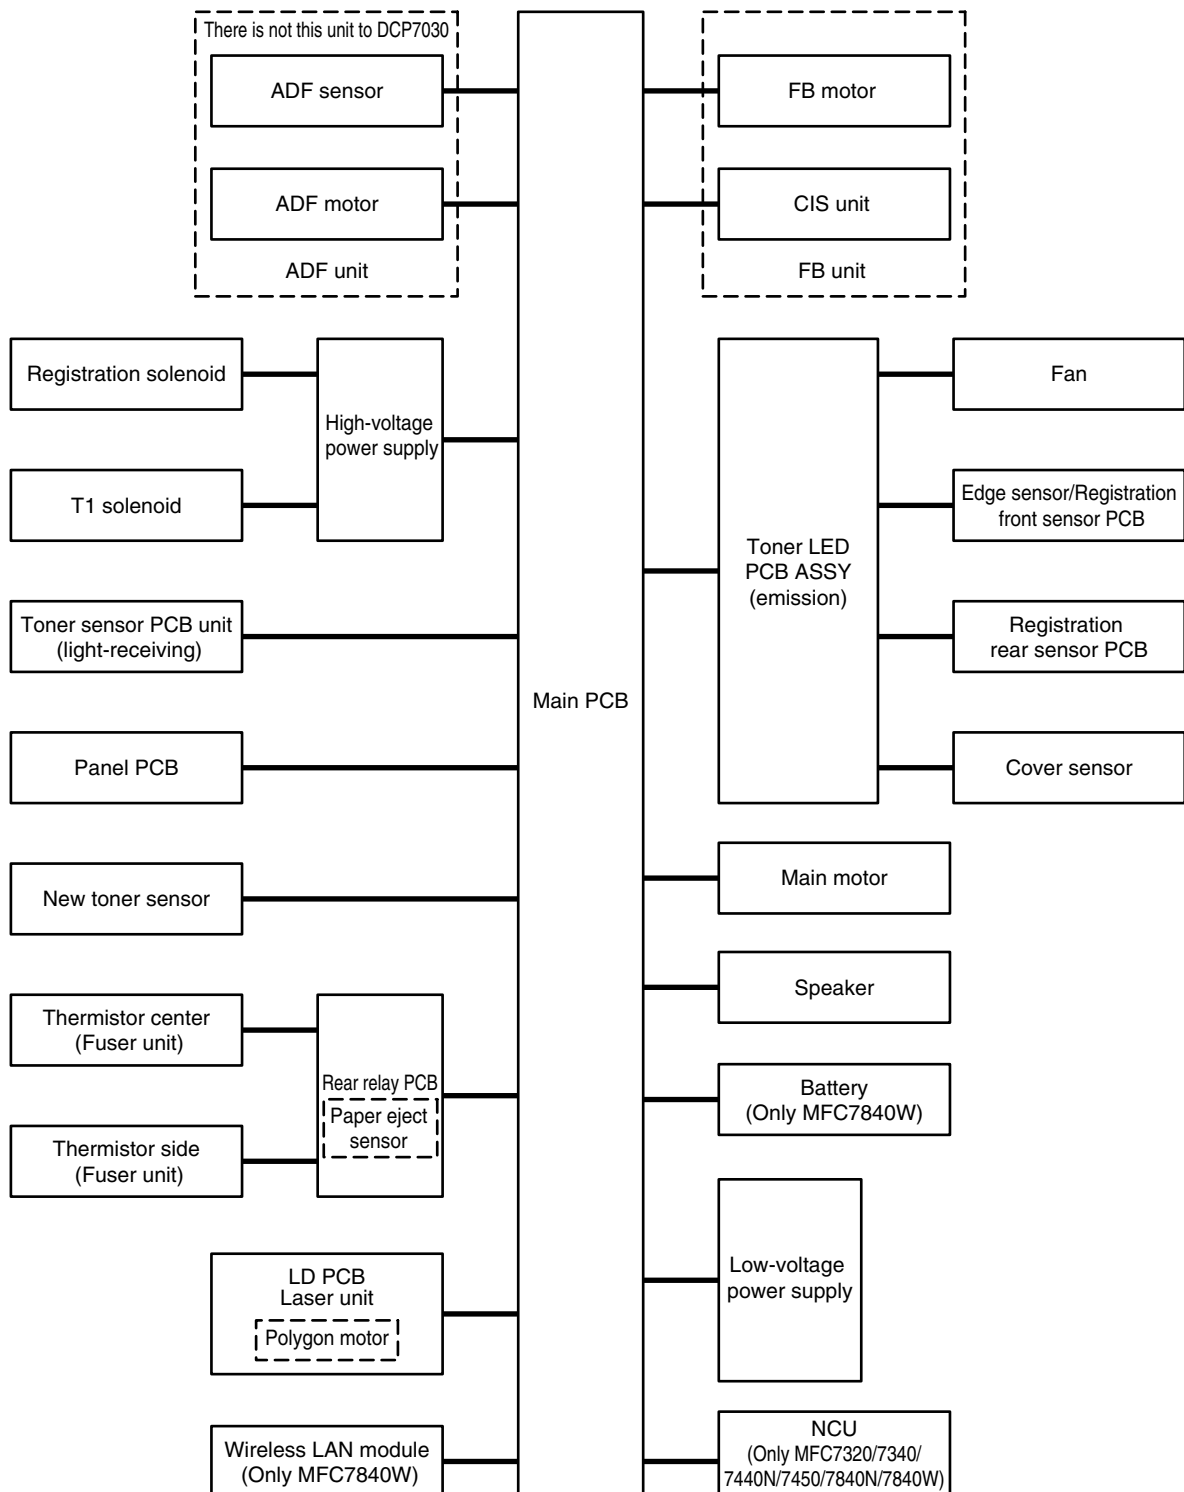 There is not this unit to DCP7030
ADF sensor
ADF motor
ADF unit
FB motor
CIS unit
FB unit
Registration solenoid
T1 solenoid
High-voltage
power supply
Toner sensor PCB unit
(light-receiving)
Panel PCB
New toner sensor
Thermistor center
(Fuser unit)
Thermistor side
(Fuser unit)
Rear relay PCB
Paper eject
sensor
LD PCB
Laser unit
Polygon motor
Wireless LAN module
(Only MFC7840W)
Main PCB
Toner LED
PCB ASSY
(emission)
Fan
Edge sensor/Registration
front sensor PCB
Registration
rear sensor PCB
Cover sensor
Main motor
Speaker
Battery
(Only MFC7840W)
Low-voltage
power supply
NCU
(Only MFC7320/7340/
7440N/7450/7840N/7840W)